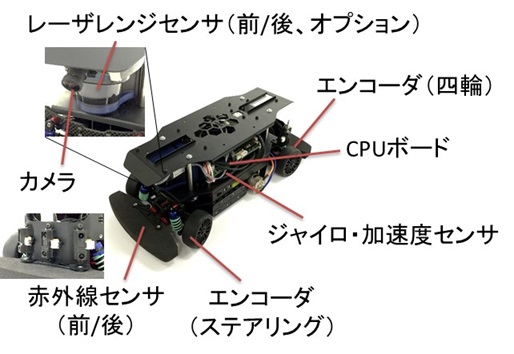 レーザレンジセンサ（前/後、オプション）
エンコーダ（四輪）
CPUボード
カメラ
ジャイロ・加速度センサ
赤外線センサ
（前/後）
エンコーダ
（ステアリング）